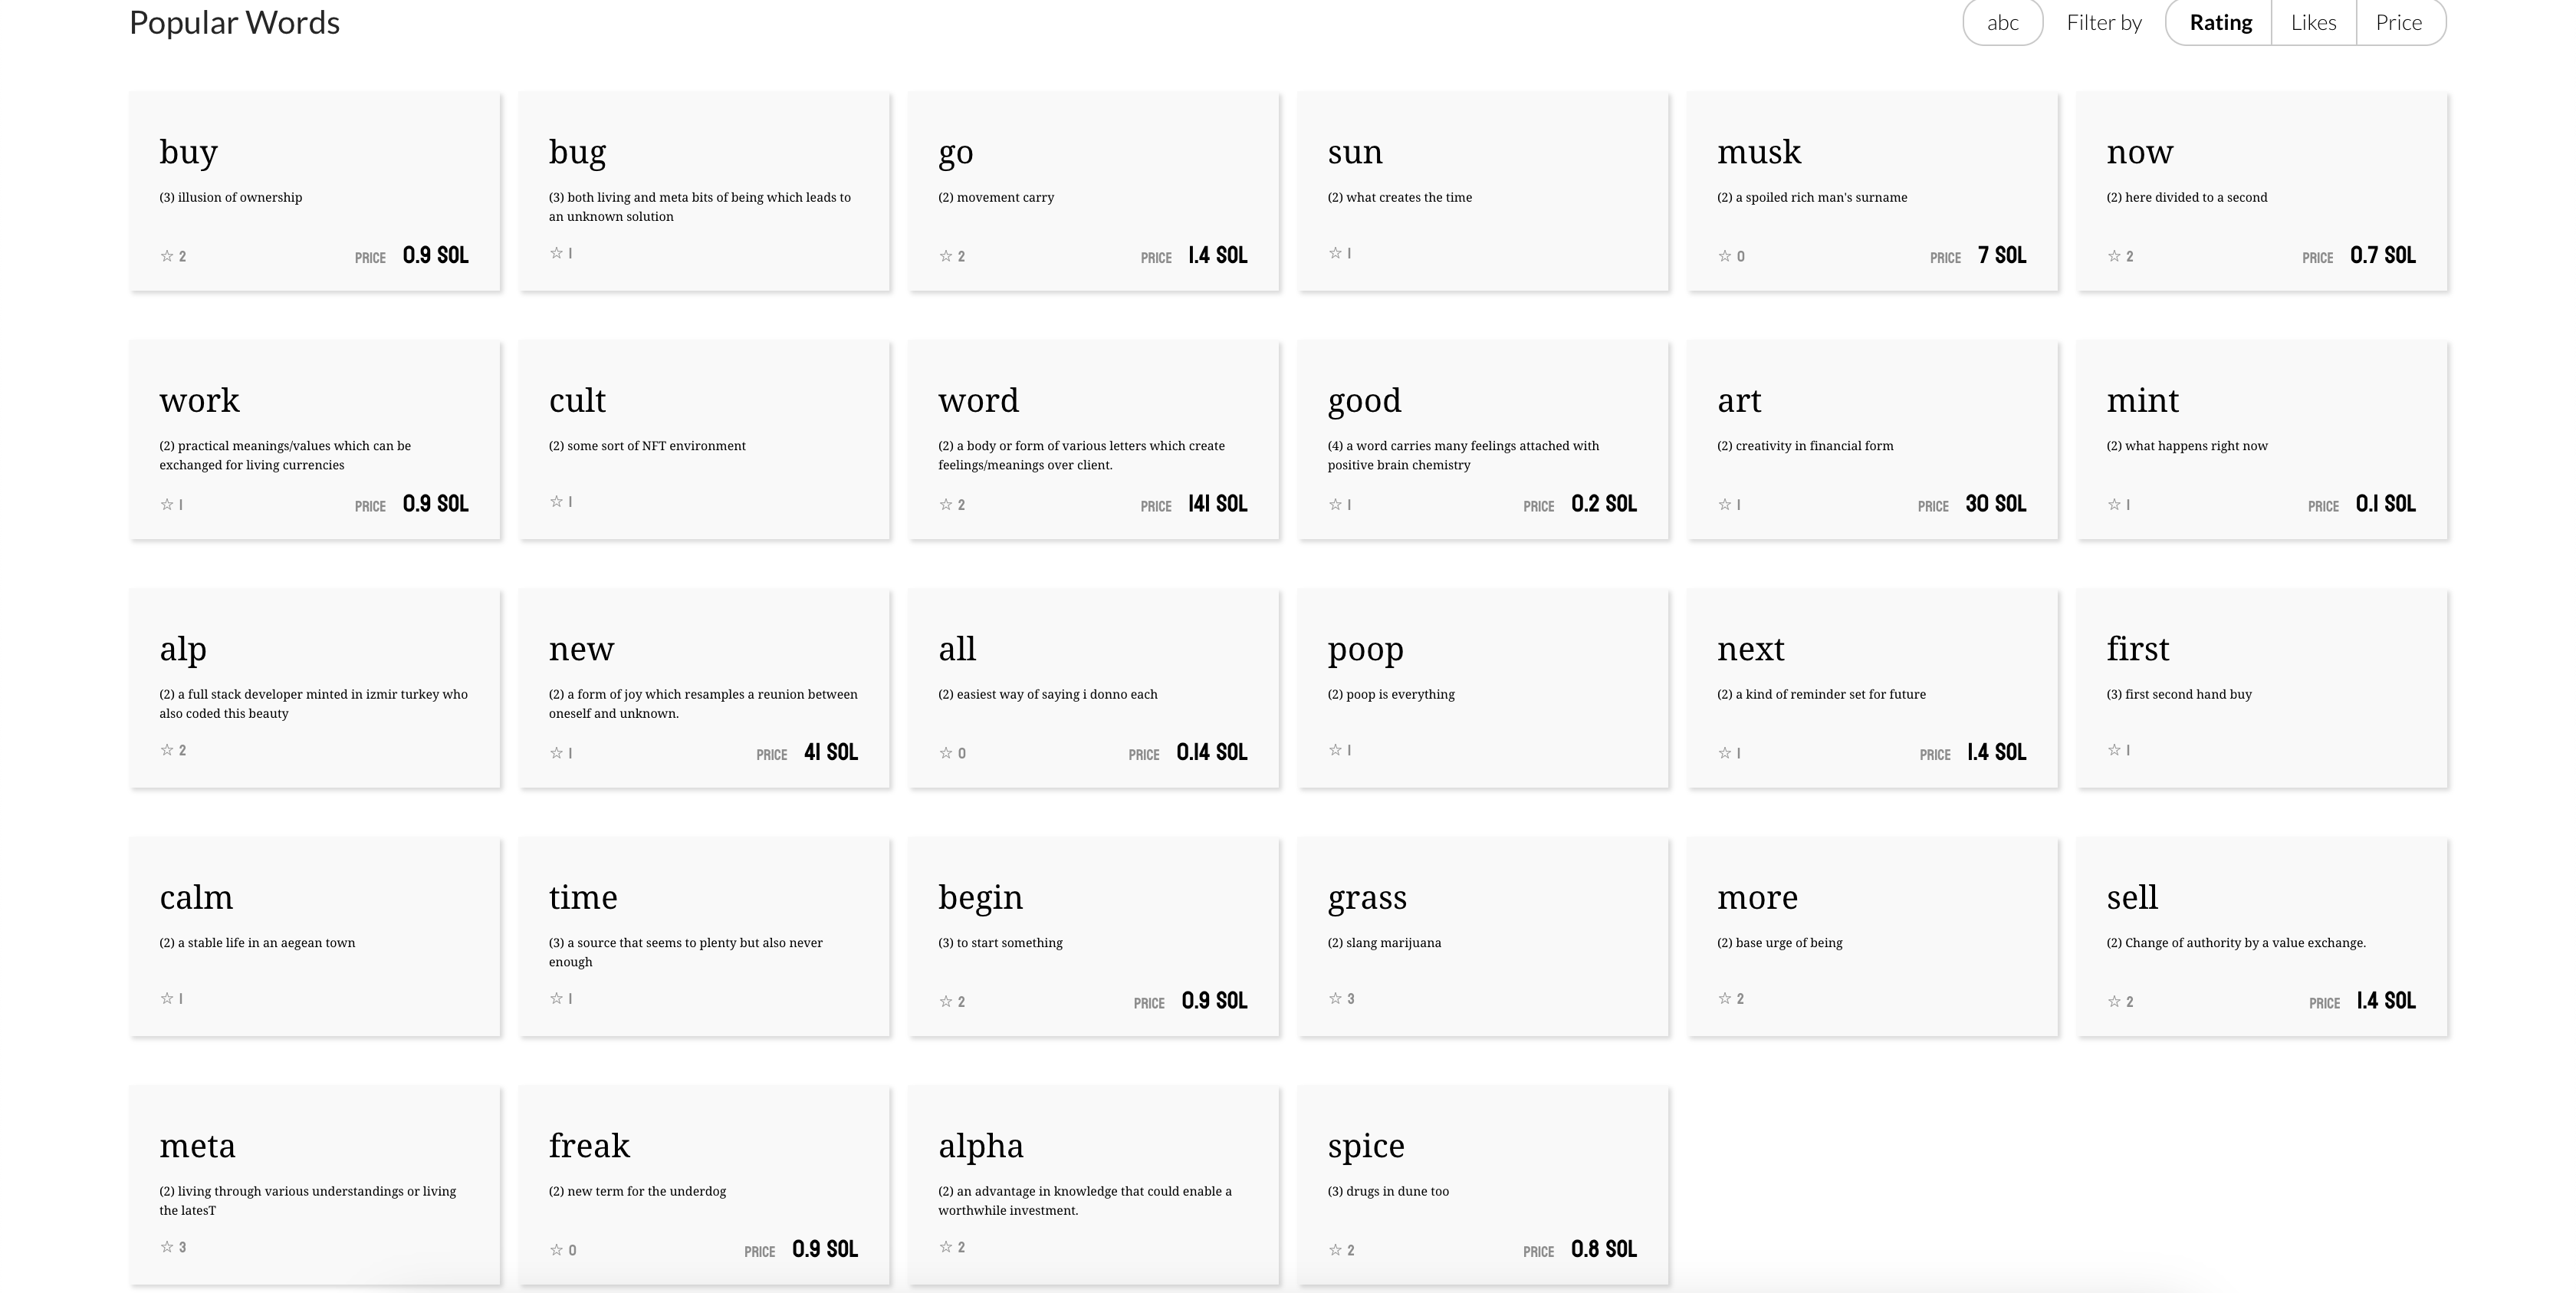 Popular Words
abc Filter by Rating Likes Price
buy
(3) illusion of ownership
☆ 2 PRICE 0.9 SOL
bug
(3) both living and meta bits of being which leads to
an unknown solution
☆ 1
go
(2) movement carry
☆ 2 PRICE 1.4 SOL
sun
(2) what creates the time
☆ 1
musk
(2) a spoiled rich man's surname
☆ 0 PRICE 7 SOL
now
(2) here divided to a second
☆ 2 PRICE 0.7 SOL
work
(2) practical meanings/values which can be
exchanged for living currencies
☆ 1 PRICE 0.9 SOL
cult
(2) some sort of NFT environment
☆ 1
word
(2) a body or form of various letters which create
feelings/meanings over client.
☆ 2 PRICE 141 SOL
good
(4) a word carries many feelings attached with
positive brain chemistry
☆ 1 PRICE 0.2 SOL
art
(2) creativity in financial form
☆ 1 PRICE 30 SOL
mint
(2) what happens right now
☆ 1 PRICE 0.1 SOL
alp
(2) a full stack developer minted in izmir turkey who
also coded this beauty
☆ 2
new
(2) a form of joy which resamples a reunion between
oneself and unknown.
☆ 1 PRICE 41 SOL
all
(2) easiest way of saying i donno each
☆ 0 PRICE 0.14 SOL
poop
(2) poop is everything
☆ 1
next
(2) a kind of reminder set for future
☆ 1 PRICE 1.4 SOL
first
(3) first second hand buy
☆ 1
calm
(2) a stable life in an aegean town
☆ 1
time
(3) a source that seems to plenty but also never
enough
☆ 1
begin
(3) to start something
☆ 2 PRICE 0.9 SOL
grass
(2) slang marijuana
☆ 3
more
(2) base urge of being
☆ 2
sell
(2) Change of authority by a value exchange.
☆ 2 PRICE 1.4 SOL
meta
(2) living through various understandings or living
the latesT
☆ 3
freak
(2) new term for the underdog
☆ 0 PRICE 0.9 SOL
alpha
(2) an advantage in knowledge that could enable a
worthwhile investment.
☆ 2
spice
(3) drugs in dune too
☆ 2 PRICE 0.8 SOL